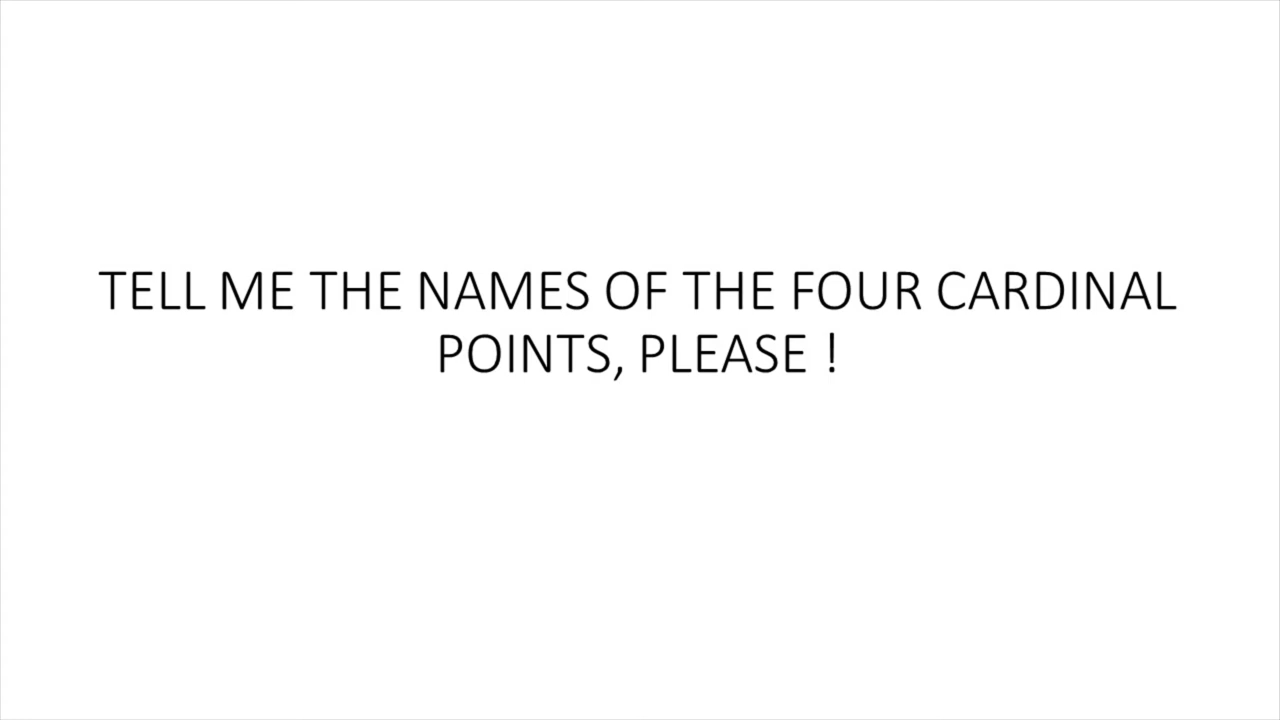 TELL ME THE NAMES OF THE FOUR CARDINAL
POINTS, PLEASE !